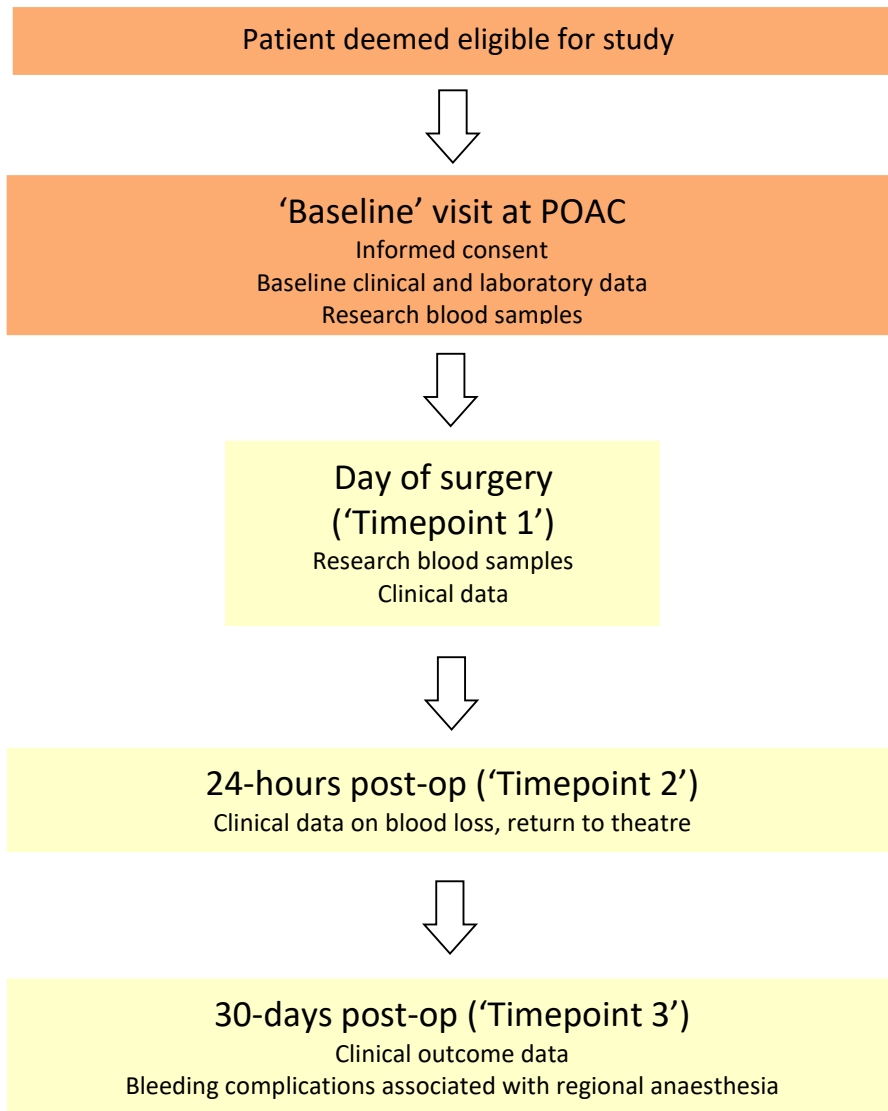 Patient deemed eligible for study
‘Baseline’ visit at POAC
Informed consent
Baseline clinical and laboratory data
Research blood samples
Day of surgery
(‘Timepoint 1’)
Research blood samples
Clinical data
24-hours post-op (‘Timepoint 2’)
Clinical data on blood loss, return to theatre
30-days post-op (‘Timepoint 3’)
Clinical outcome data
Bleeding complications associated with regional anaesthesia